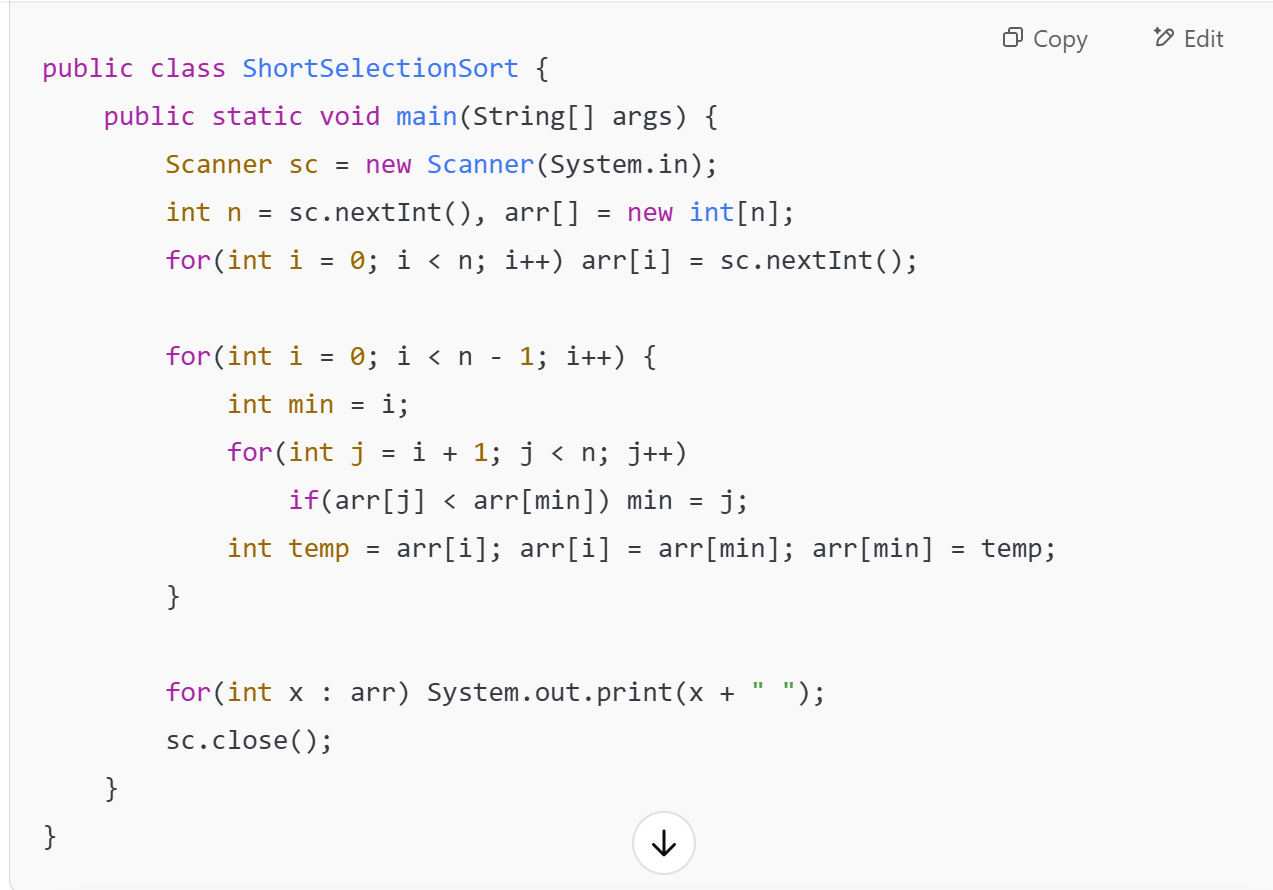 Copy Edit
public class ShortSelectionSort {
    public static void main(String[] args) {
        Scanner sc = new Scanner(System.in);
        int n = sc.nextInt(), arr[] = new int[n];
        for(int i = 0; i < n; i++) arr[i] = sc.nextInt();

        for(int i = 0; i < n - 1; i++) {
            int min = i;
            for(int j = i + 1; j < n; j++)
                if(arr[j] < arr[min]) min = j;
            int temp = arr[i]; arr[i] = arr[min]; arr[min] = temp;
        }

        for(int x : arr) System.out.print(x + " ");
        sc.close();
    }
}